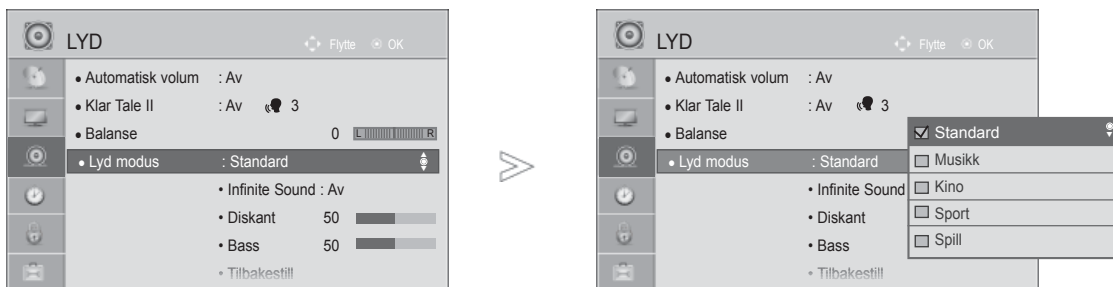 LYD
Flytte OK
• Automatisk volum : Av
• Klar Tale II : Av 3
• Balanse 0 L R
• Lyd modus : Standard
• Infinite Sound : Av
• Diskant 50
• Bass 50
• Tilbakestill
LYD
Flytte OK
• Automatisk volum : Av
• Klar Tale II : Av 3
• Balanse
• Lyd modus : Standard
• Infinite Sound
• Diskant
• Bass
• Tilbakestill
Standard
Musikk
Kino
Sport
Spill